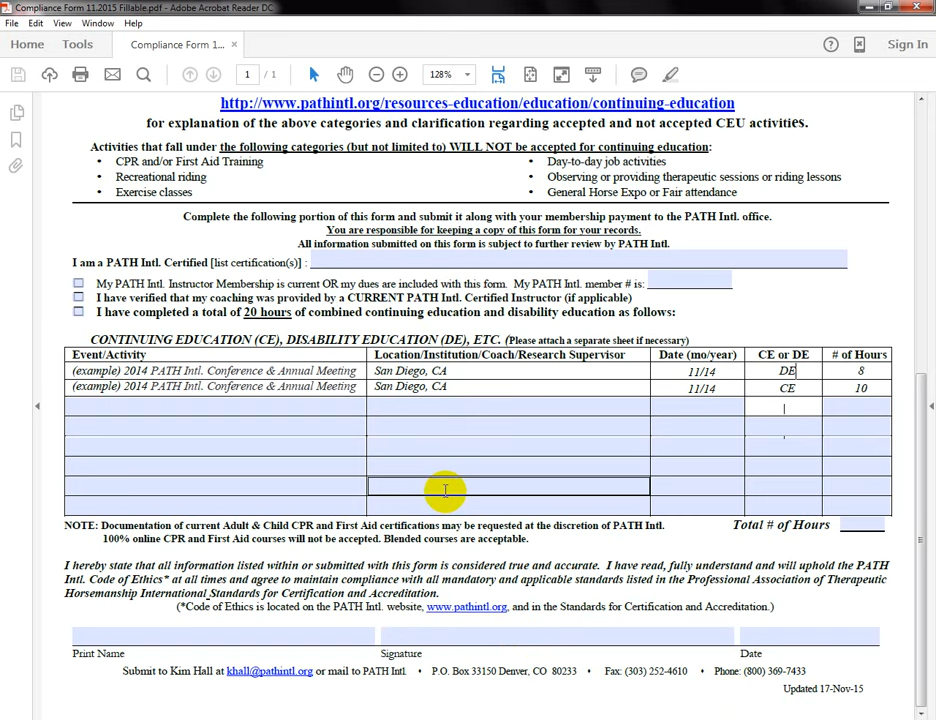 Compliance Form 11.2015 Fillable.pdf - Adobe Acrobat Reader DC
File Edit View Window Help
Home Tools Compliance Form 1... × Sign In
1 / 1 128%
http://www.pathintl.org/resources-education/education/continuing-education
for explanation of the above categories and clarification regarding accepted and not accepted CEU activities.
Activities that fall under the following categories (but not limited to) WILL NOT be accepted for continuing education:
• CPR and/or First Aid Training • Day-to-day job activities
• Recreational riding • Observing or providing therapeutic sessions or riding lessons
• Exercise classes • General Horse Expo or Fair attendance
Complete the following portion of this form and submit it along with your membership payment to the PATH Intl. office.
You are responsible for keeping a copy of this form for your records.
All information submitted on this form is subject to further review by PATH Intl.
I am a PATH Intl. Certified [list certification(s)] :
My PATH Intl. Instructor Membership is current OR my dues are included with this form. My PATH Intl. member # is:
I have verified that my coaching was provided by a CURRENT PATH Intl. Certified Instructor (if applicable)
I have completed a total of 20 hours of combined continuing education and disability education as follows:
CONTINUING EDUCATION (CE), DISABILITY EDUCATION (DE), ETC. (Please attach a separate sheet if necessary)
Event/Activity Location/Institution/Coach/Research Supervisor Date (mo/year) CE or DE # of Hours
(example) 2014 PATH Intl. Conference & Annual Meeting San Diego, CA 11/14 DE 8
(example) 2014 PATH Intl. Conference & Annual Meeting San Diego, CA 11/14 CE 10
NOTE: Documentation of current Adult & Child CPR and First Aid certifications may be requested at the discretion of PATH Intl. Total # of Hours
100% online CPR and First Aid courses will not be accepted. Blended courses are acceptable.
I hereby state that all information listed within or submitted with this form is considered true and accurate. I have read, fully understand and will uphold the PATH
Intl. Code of Ethics* at all times and agree to maintain compliance with all mandatory and applicable standards listed in the Professional Association of Therapeutic
Horsemanship International Standards for Certification and Accreditation.
(*Code of Ethics is located on the PATH Intl. website, www.pathintl.org, and in the Standards for Certification and Accreditation.)
Print Name Signature Date
Submit to Kim Hall at khall@pathintl.org or mail to PATH Intl. • P.O. Box 33150 Denver, CO 80233 • Fax: (303) 252-4610 • Phone: (800) 369-7433
Updated 17-Nov-15